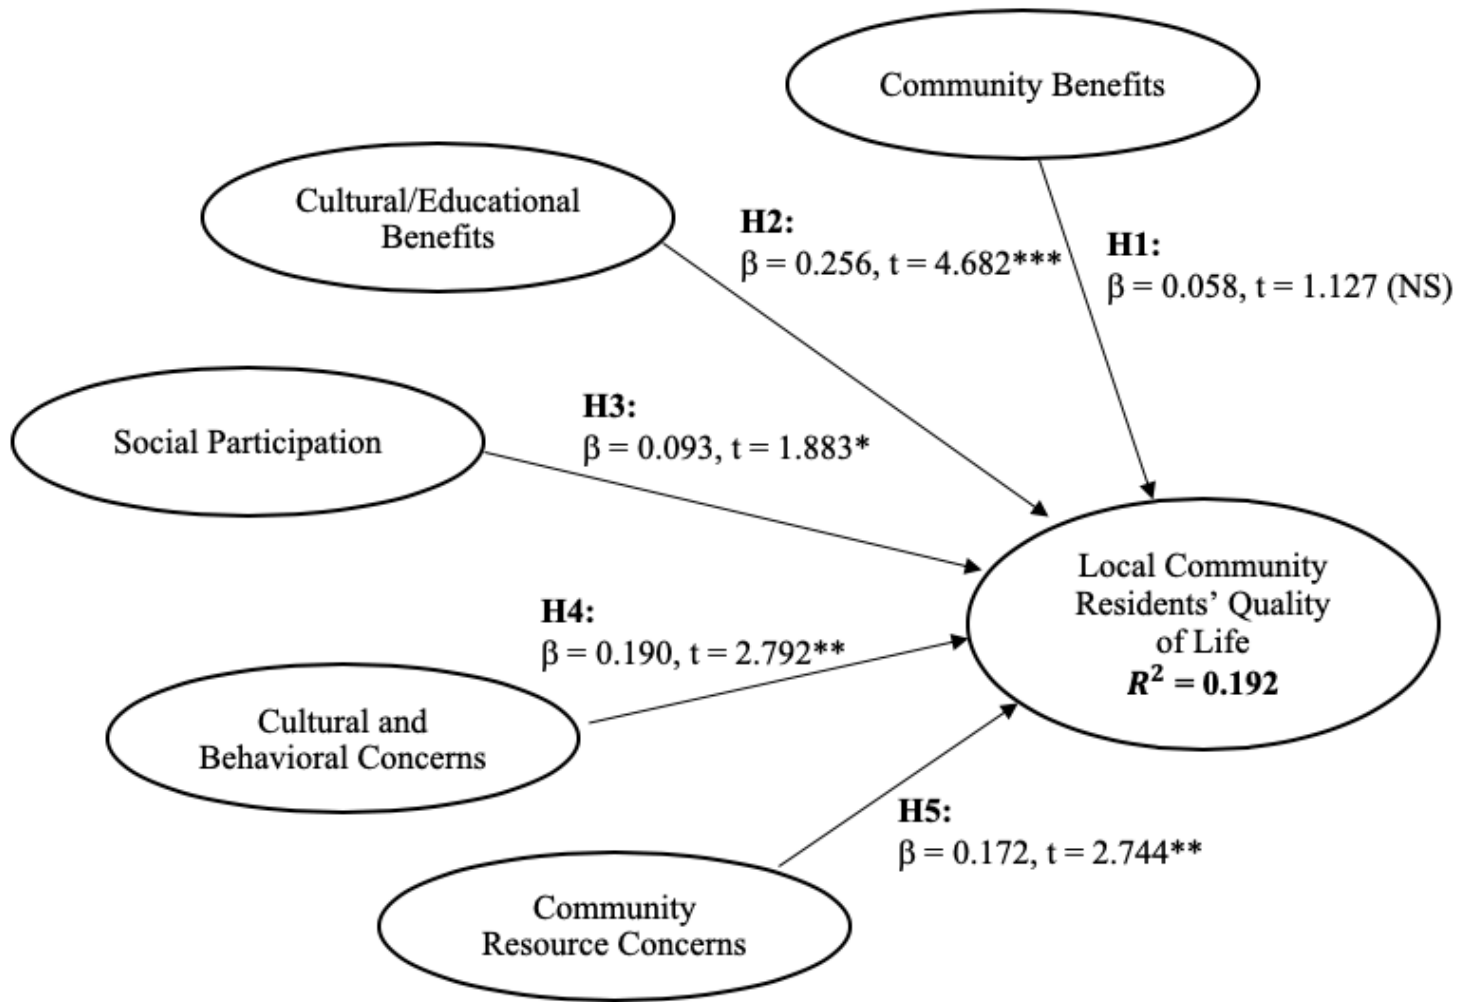 Community Benefits
Cultural/Educational
Benefits
H2:
β = 0.256, t = 4.682***
H1:
β = 0.058, t = 1.127 (NS)
Social Participation
H3:
β = 0.093, t = 1.883*
Local Community
Residents’ Quality
of Life
R² = 0.192
H4:
β = 0.190, t = 2.792**
Cultural and
Behavioral Concerns
H5:
β = 0.172, t = 2.744**
Community
Resource Concerns